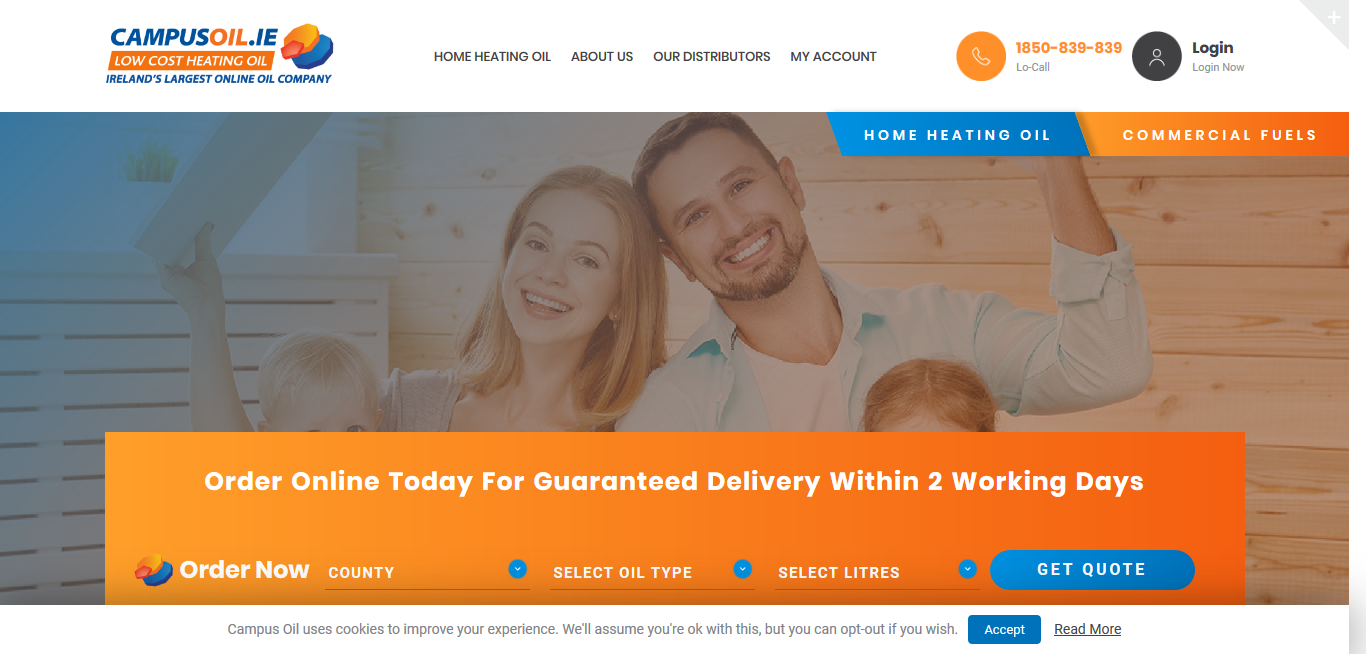 CAMPUSOIL.IE
LOW COST HEATING OIL
IRELAND'S LARGEST ONLINE OIL COMPANY
HOME HEATING OIL
ABOUT US
OUR DISTRIBUTORS
MY ACCOUNT
1850-839-839
Lo-Call
Login
Login Now
+
HOME HEATING OIL
COMMERCIAL FUELS
Order Online Today For Guaranteed Delivery Within 2 Working Days
Order Now
COUNTY
SELECT OIL TYPE
SELECT LITRES
GET QUOTE
Campus Oil uses cookies to improve your experience. We'll assume you're ok with this, but you can opt-out if you wish.
Accept
Read More